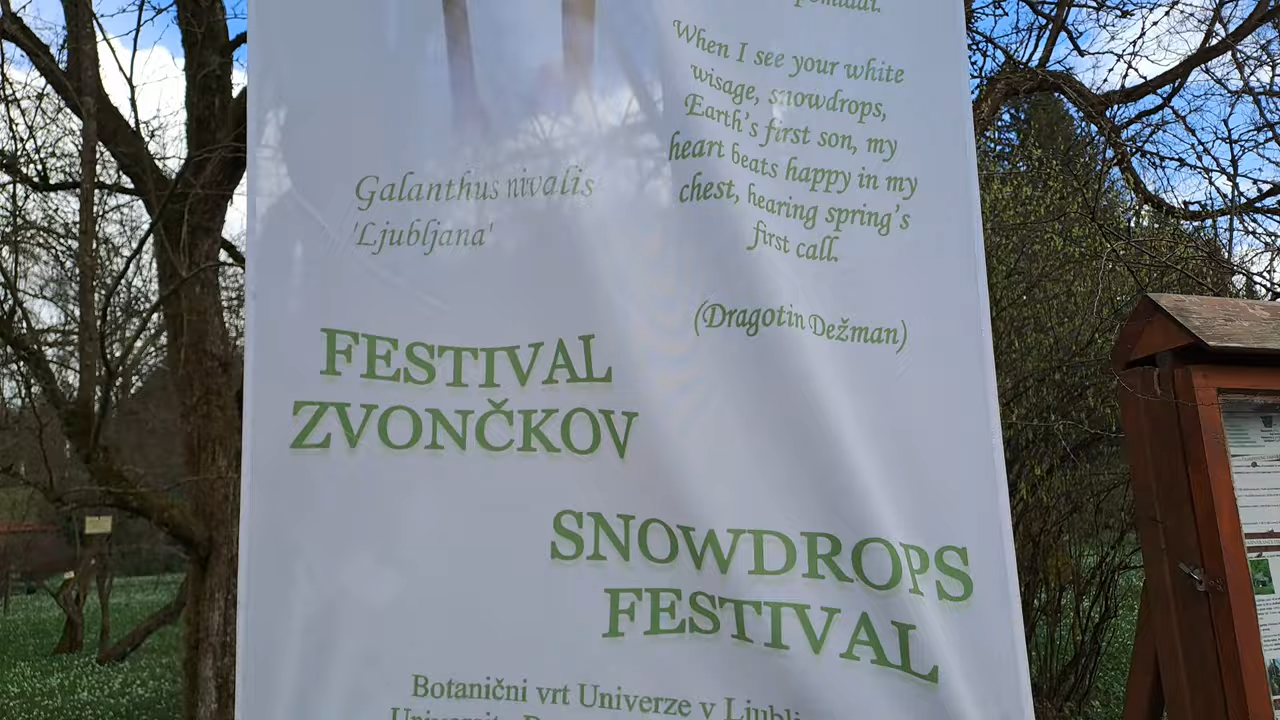 When I see your white
wisage, snowdrops,
Earth's first son, my
heart beats happy in my
chest, hearing spring's
first call.
(Dragotin Dežman)
Galanthus nivalis
'Ljubljana'
FESTIVAL
ZVONČKOV
SNOWDROPS
FESTIVAL
Botanični vrt Univerze v